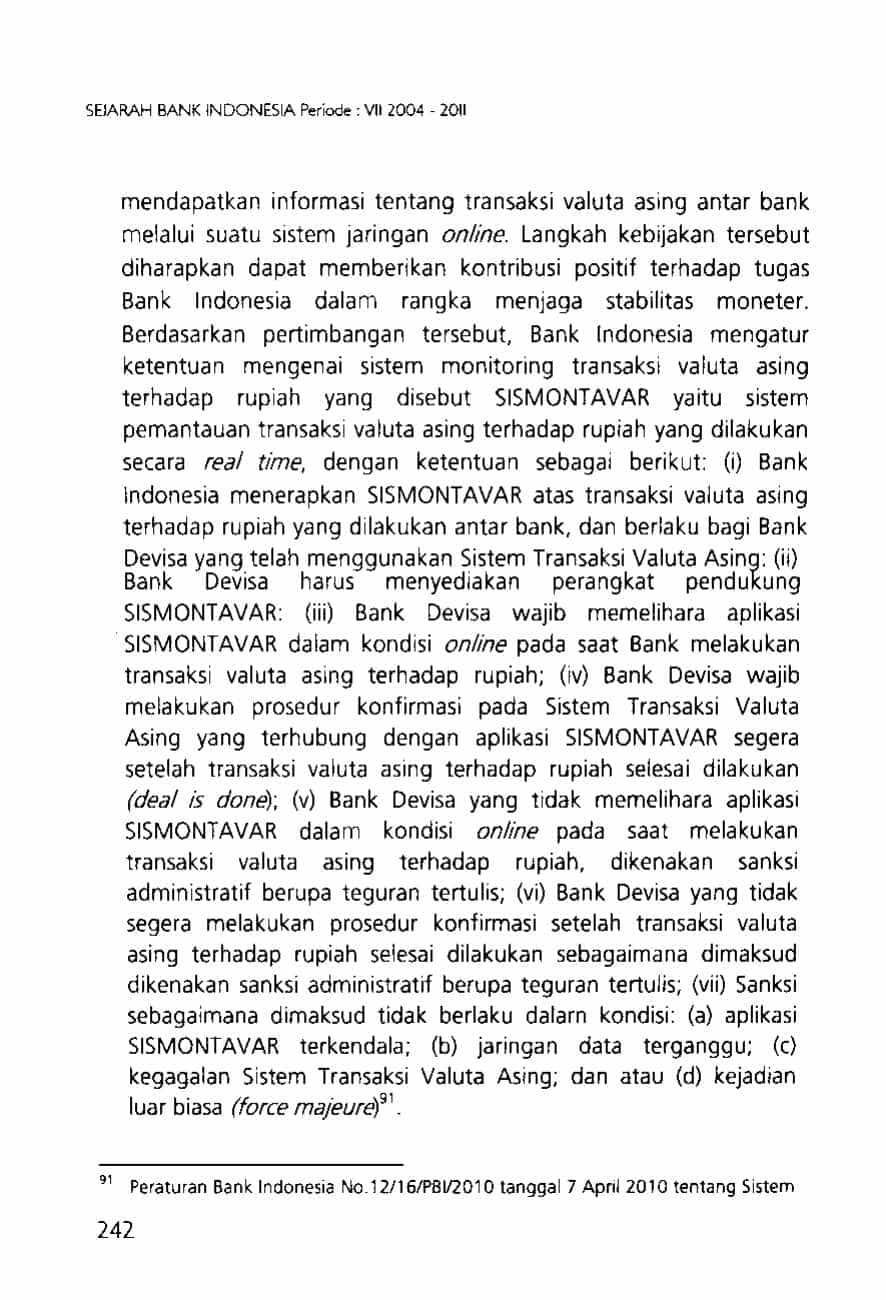 SEJARAH BANK INDONESIA Periode : VII 2004 - 2011
mendapatkan informasi tentang transaksi valuta asing antar bank
melalui suatu sistem jaringan online. Langkah kebijakan tersebut
diharapkan dapat memberikan kontribusi positif terhadap tugas
Bank Indonesia dalam rangka menjaga stabilitas moneter.
Berdasarkan pertimbangan tersebut, Bank Indonesia mengatur
ketentuan mengenai sistem monitoring transaksi valuta asing
terhadap rupiah yang disebut SISMONTAVAR yaitu sistem
pemantauan transaksi valuta asing terhadap rupiah yang dilakukan
secara real time, dengan ketentuan sebagai berikut: (i) Bank
Indonesia menerapkan SISMONTAVAR atas transaksi valuta asing
terhadap rupiah yang dilakukan antar bank, dan berlaku bagi Bank
Devisa yang telah menggunakan Sistem Transaksi Valuta Asing: (ii)
Bank Devisa harus menyediakan perangkat pendukung
SISMONTAVAR: (iii) Bank Devisa wajib memelihara aplikasi
SISMONTAVAR dalam kondisi online pada saat Bank melakukan
transaksi valuta asing terhadap rupiah; (iv) Bank Devisa wajib
melakukan prosedur konfirmasi pada Sistem Transaksi Valuta
Asing yang terhubung dengan aplikasi SISMONTAVAR segera
setelah transaksi valuta asing terhadap rupiah selesai dilakukan
(deal is done); (v) Bank Devisa yang tidak memelihara aplikasi
SISMONTAVAR dalam kondisi online pada saat melakukan
transaksi valuta asing terhadap rupiah, dikenakan sanksi
administratif berupa teguran tertulis; (vi) Bank Devisa yang tidak
segera melakukan prosedur konfirmasi setelah transaksi valuta
asing terhadap rupiah selesai dilakukan sebagaimana dimaksud
dikenakan sanksi administratif berupa teguran tertulis; (vii) Sanksi
sebagaimana dimaksud tidak berlaku dalarn kondisi: (a) aplikasi
SISMONTAVAR terkendala; (b) jaringan data terganggu; (c)
kegagalan Sistem Transaksi Valuta Asing; dan atau (d) kejadian
luar biasa (force majeure)91.
91 Peraturan Bank Indonesia No.12/16/PBI/2010 tanggal 7 April 2010 tentang Sistem
242